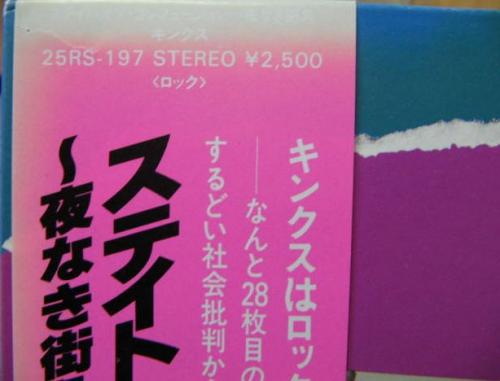 キンクス
25RS-197 STEREO ¥2,500
〈ロック〉
キンクスはロック
──なんと28枚目の
するどい社会批判か
ステイト
〜夜なき街